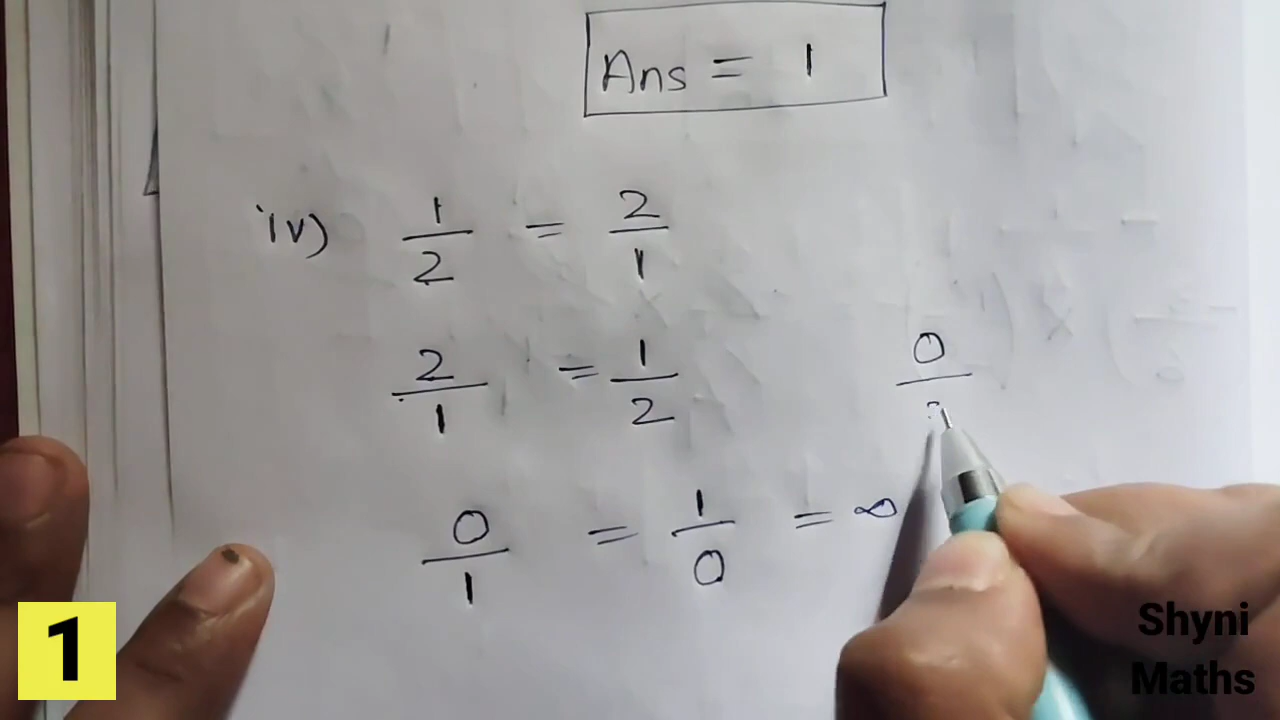 Ans = 1
iv) 1/2 = 2/1
2/1 = 1/2
0/1 = 1/0 = ∞
0
1
Shyni
Maths